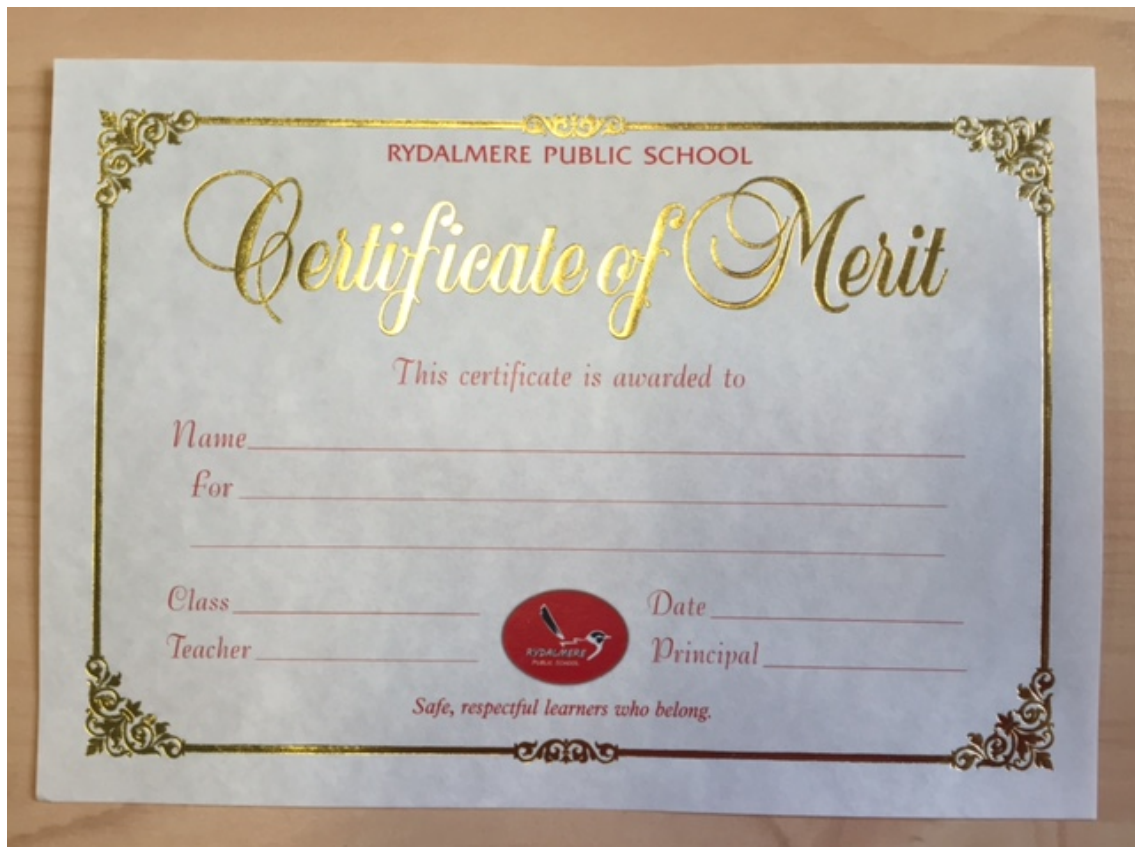 RYDALMERE PUBLIC SCHOOL
Certificate of Merit
This certificate is awarded to
Name
For
Class
Date
RYDALMERE
PUBLIC SCHOOL
Teacher
Principal
Safe, respectful learners who belong.